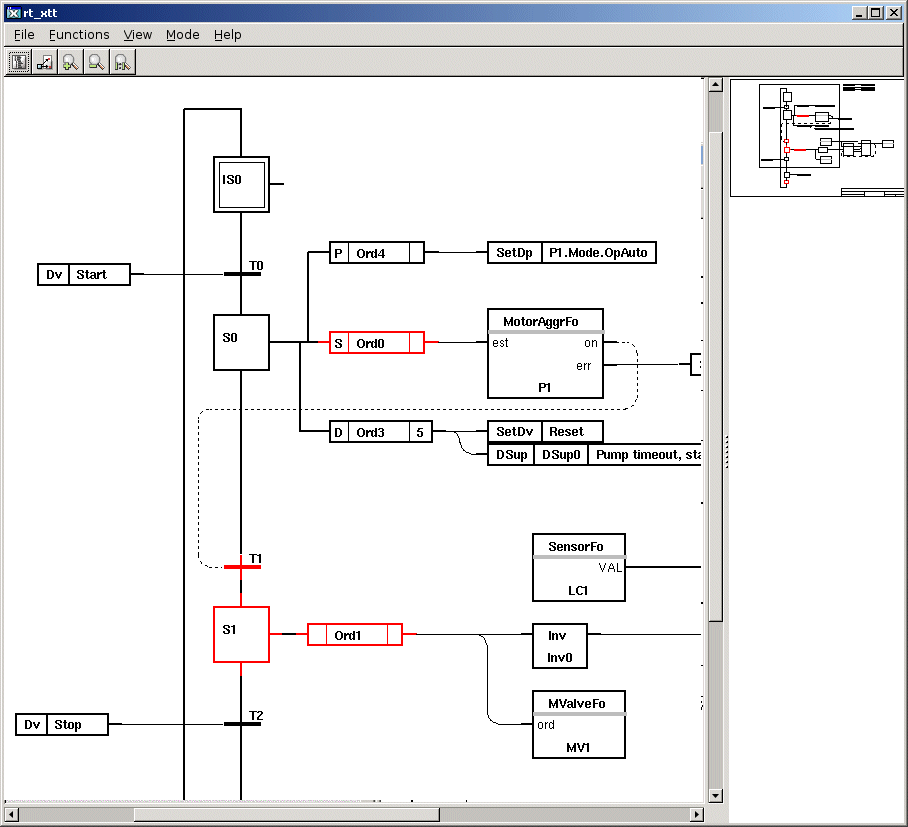 rt_xtt
File Functions View Mode Help
IS0
T0
Dv Start
P Ord4
SetDp P1.Mode.OpAuto
S0
S Ord0
MotorAggrFo
est on
err
P1
D Ord3 5
SetDv Reset
DSup DSup0 Pump timeout,
T1
SensorFo
VAL
LC1
S1
Ord1
Inv
Inv0
MValveFo
ord
MV1
T2
Dv Stop